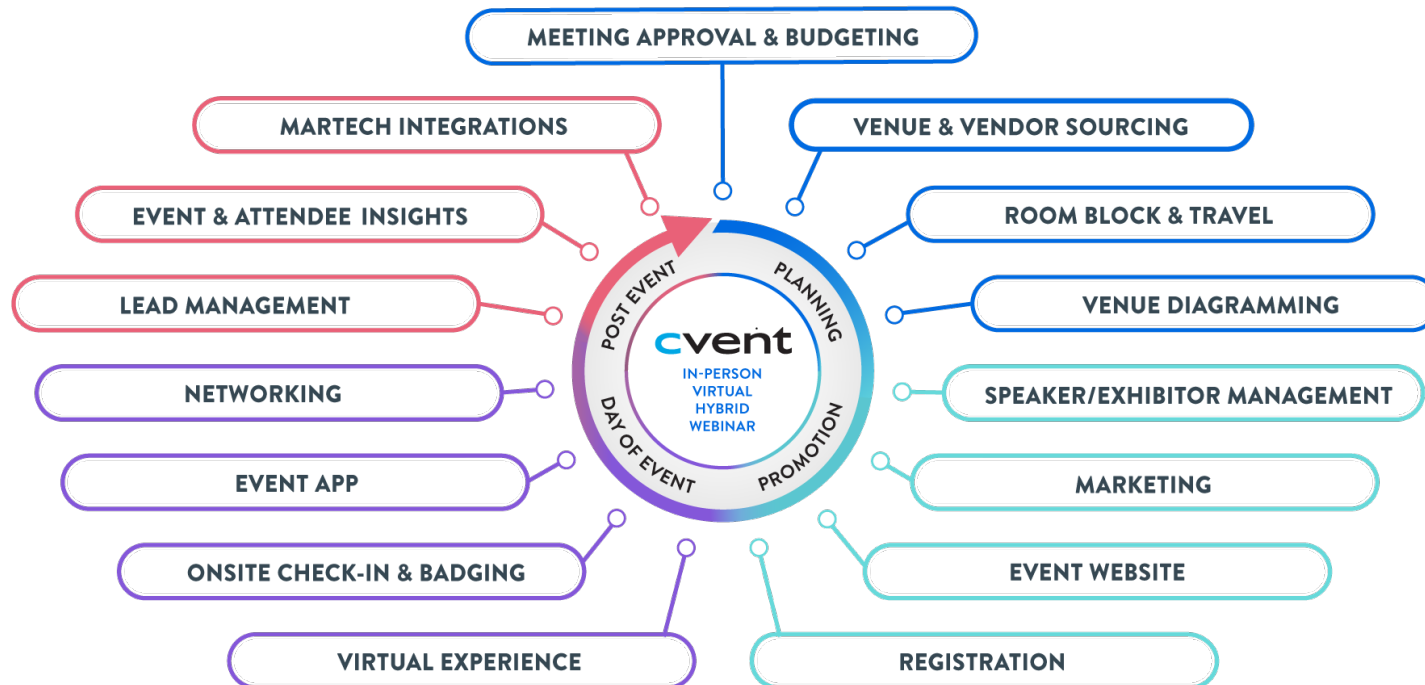 MEETING APPROVAL & BUDGETING
MARTECH INTEGRATIONS
VENUE & VENDOR SOURCING
EVENT & ATTENDEE INSIGHTS
ROOM BLOCK & TRAVEL
LEAD MANAGEMENT
VENUE DIAGRAMMING
NETWORKING
SPEAKER/EXHIBITOR MANAGEMENT
EVENT APP
MARKETING
ONSITE CHECK-IN & BADGING
EVENT WEBSITE
VIRTUAL EXPERIENCE
REGISTRATION
POST EVENT
PLANNING
DAY OF EVENT
PROMOTION
cvent
IN-PERSON
VIRTUAL
HYBRID
WEBINAR